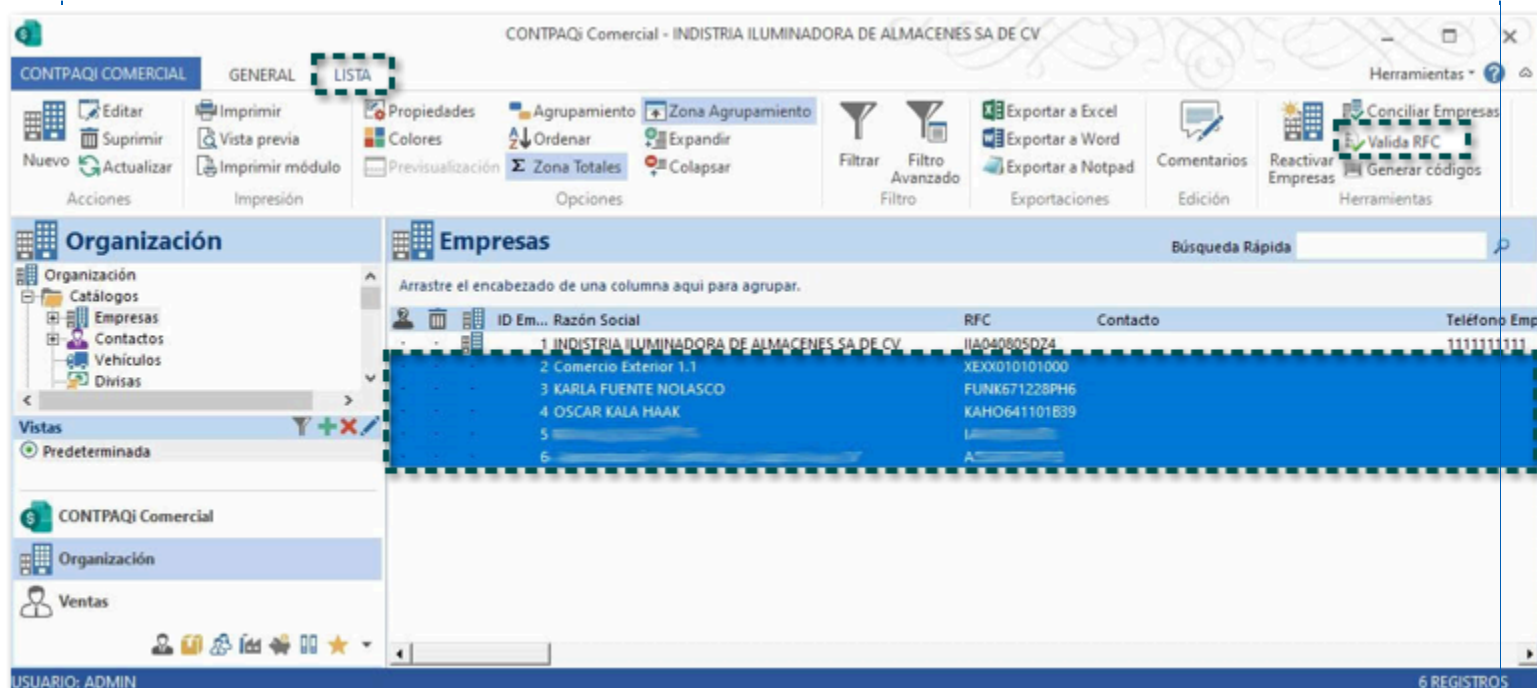 CONTPAQi Comercial - INDISTRIA ILUMINADORA DE ALMACENES SA DE CV
CONTPAQI COMERCIAL GENERAL LISTA Herramientas
Nuevo
Editar
Suprimir
Actualizar
Acciones
Imprimir
Vista previa
Imprimir módulo
Impresión
Propiedades
Colores
Previsualización
Agrupamiento
Ordenar
Σ Zona Totales
Zona Agrupamiento
Expandir
Colapsar
Opciones
Filtrar
Filtro Avanzado
Filtro
Exportar a Excel
Exportar a Word
Exportar a Notpad
Exportaciones
Comentarios
Edición
Reactivar Empresas
Conciliar Empresas
Valida RFC
Generar códigos
Herramientas
Organización
Organización
Catálogos
Empresas
Contactos
Vehículos
Divisas
Vistas
Predeterminada
CONTPAQi Comercial
Organización
Ventas
Empresas
Búsqueda Rápida
Arrastre el encabezado de una columna aqui para agrupar.
ID Em... Razón Social RFC Contacto Teléfono Emp
1 INDISTRIA ILUMINADORA DE ALMACENES SA DE CV IIA040805DZ4 1111111111
2 Comercio Exterior 1.1 XEXX010101000
3 KARLA FUENTE NOLASCO FUNK671228PH6
4 OSCAR KALA HAAK KAHO641101B39
5
6 A
USUARIO: ADMIN 6 REGISTROS